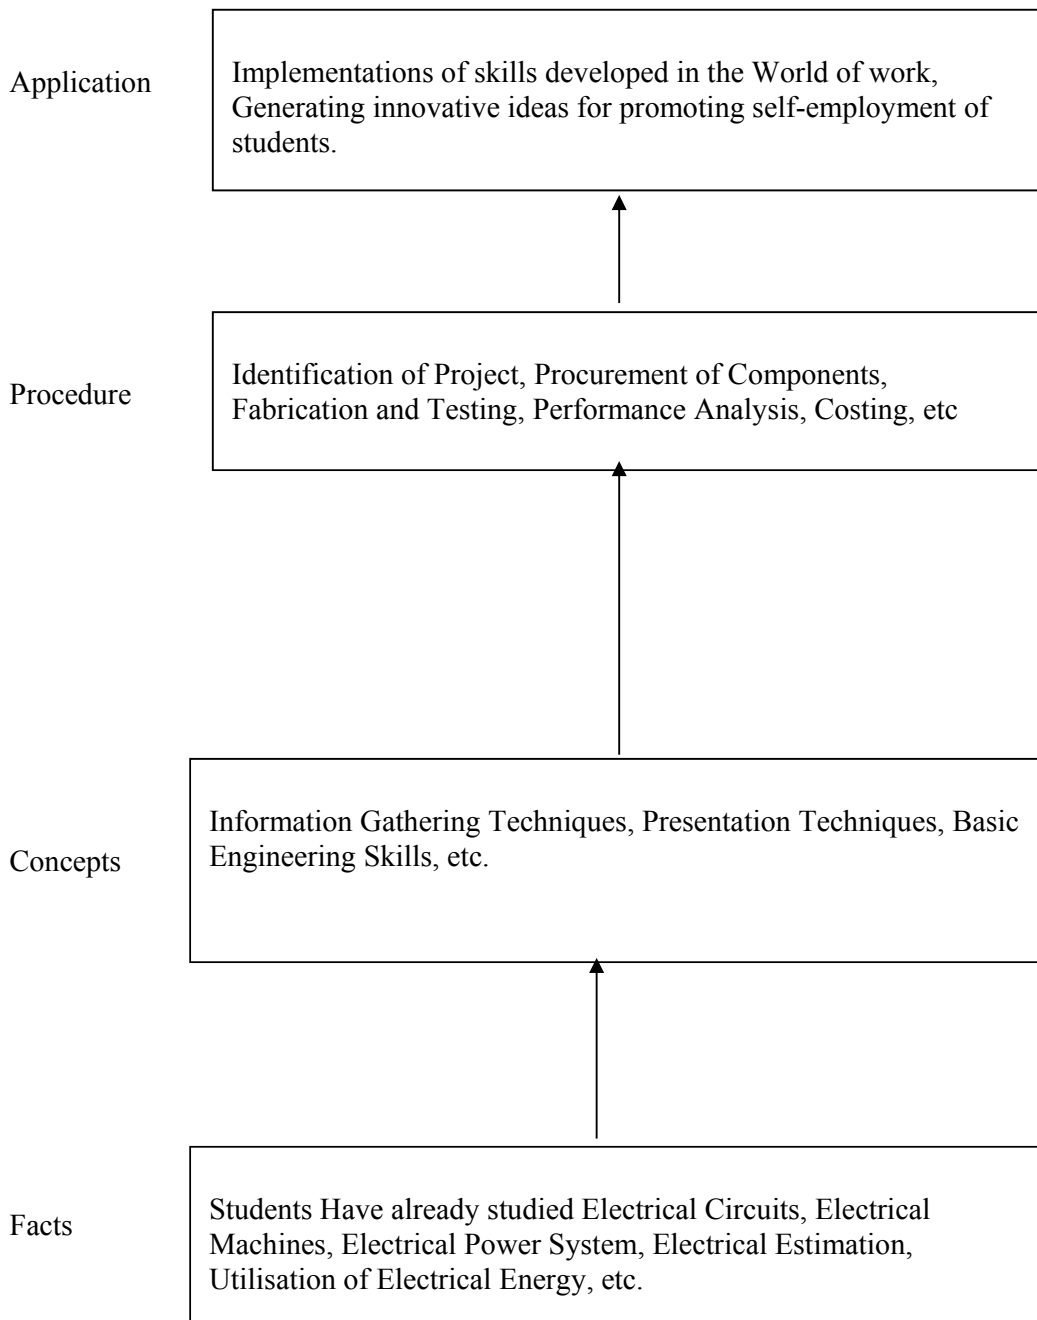 Application
Implementations of skills developed in the World of work,
Generating innovative ideas for promoting self-employment of
students.
Procedure
Identification of Project, Procurement of Components,
Fabrication and Testing, Performance Analysis, Costing, etc
Concepts
Information Gathering Techniques, Presentation Techniques, Basic
Engineering Skills, etc.
Facts
Students Have already studied Electrical Circuits, Electrical
Machines, Electrical Power System, Electrical Estimation,
Utilisation of Electrical Energy, etc.